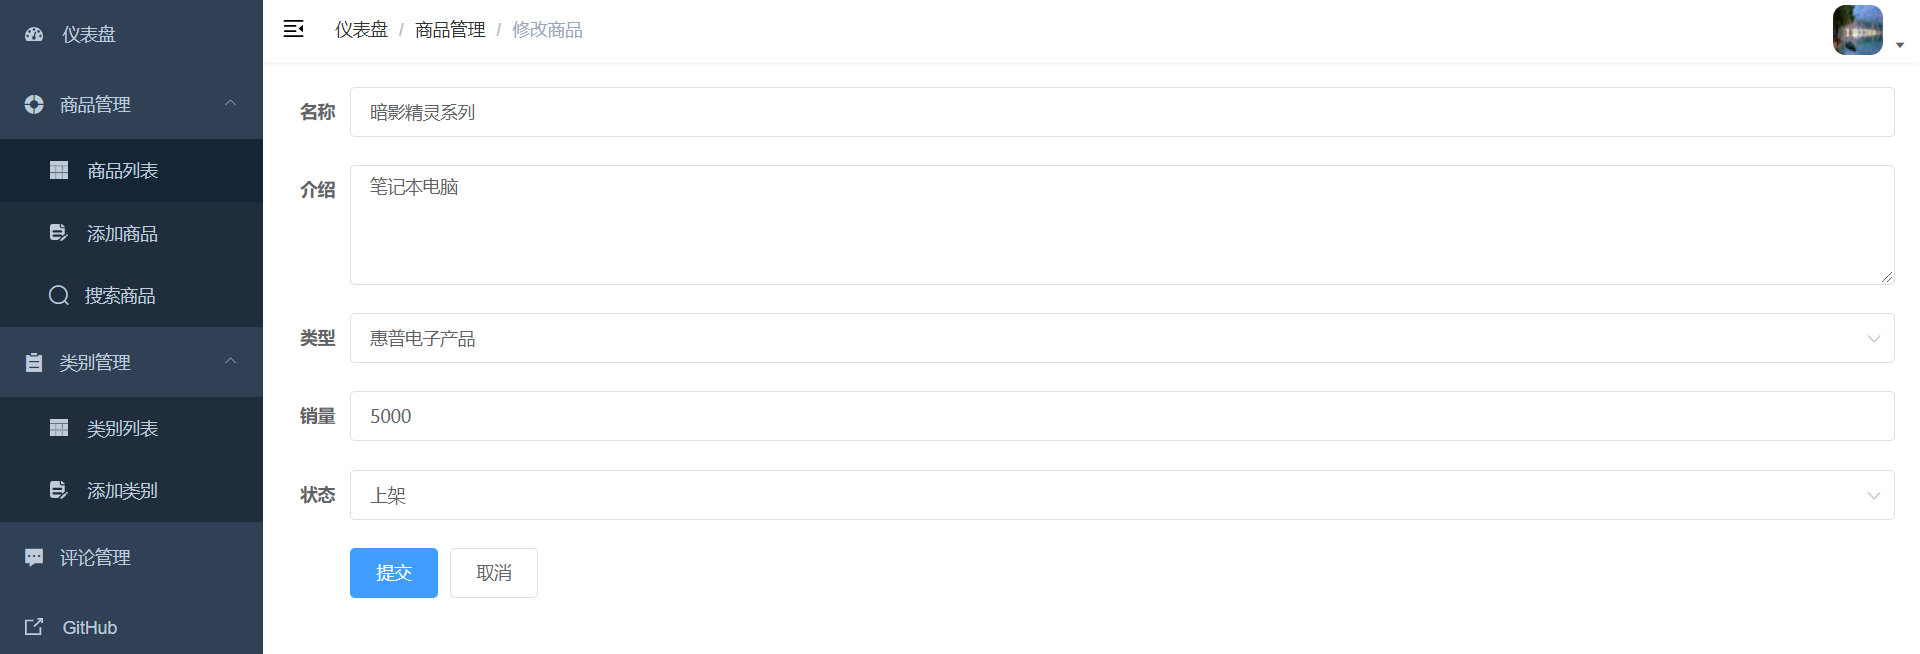 仪表盘
商品管理
商品列表
添加商品
搜索商品
类别管理
类别列表
添加类别
评论管理
GitHub
仪表盘 / 商品管理 / 修改商品
名称 暗影精灵系列
介绍 笔记本电脑
类型 惠普电子产品
销量 5000
状态 上架
提交 取消